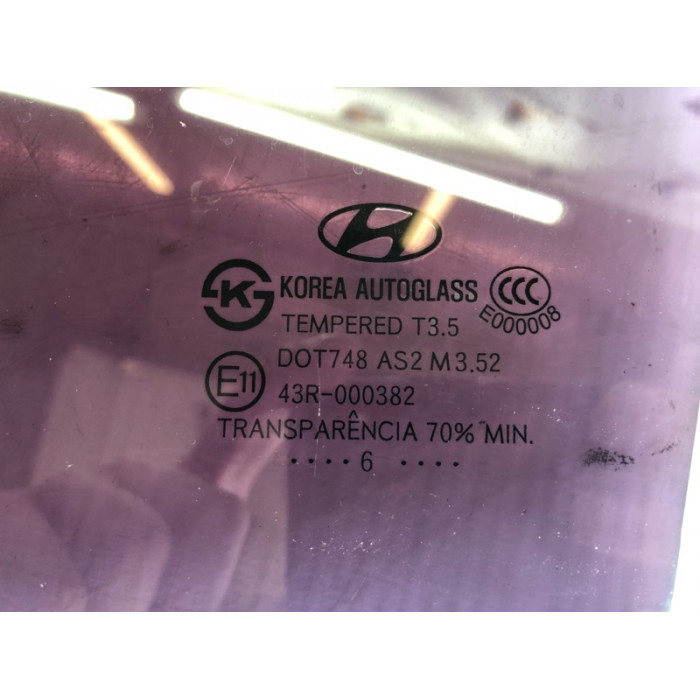 KOREA AUTOGLASS
CCC
E000008
TEMPERED T3.5
DOT748 AS2 M3.52
E11
43R-000382
TRANSPARÊNCIA 70% MIN.
····6 ····